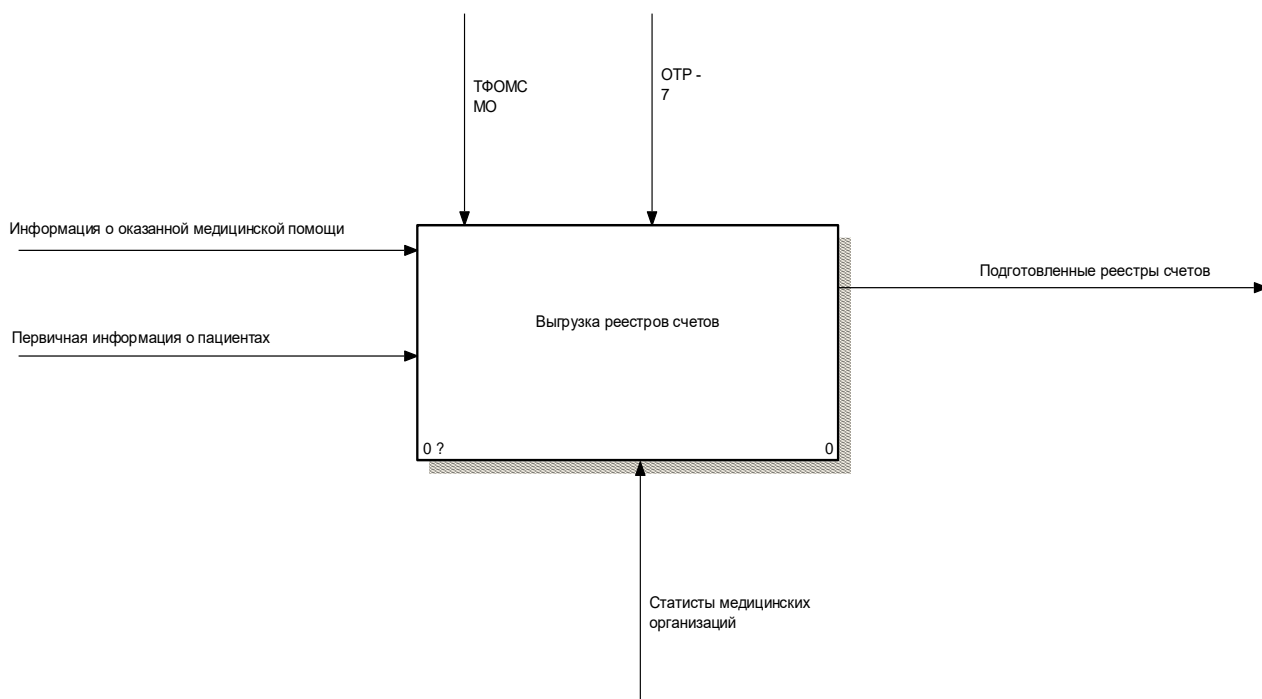 ТФОМС
МО
ОТР -
7
Информация о оказанной медицинской помощи
Подготовленные реестры счетов
Выгрузка реестров счетов
Первичная информация о пациентах
0 ?
0
Статисты медицинских
организаций